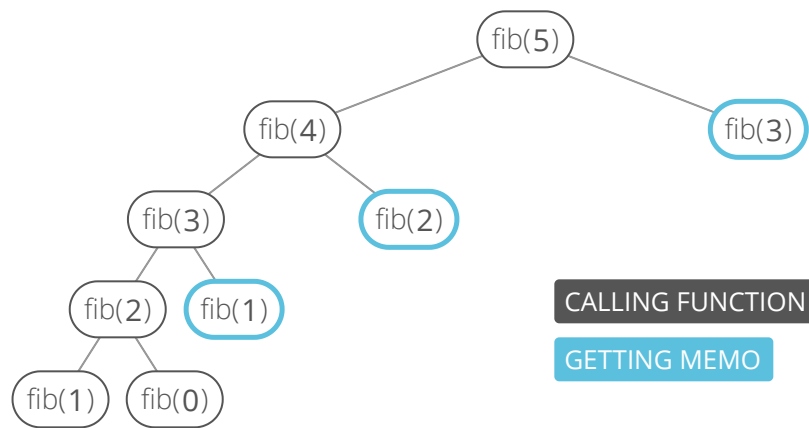 fib(5)
fib(4)
fib(3)
fib(3)
fib(2)
fib(2)
fib(1)
CALLING FUNCTION
GETTING MEMO
fib(1)
fib(0)